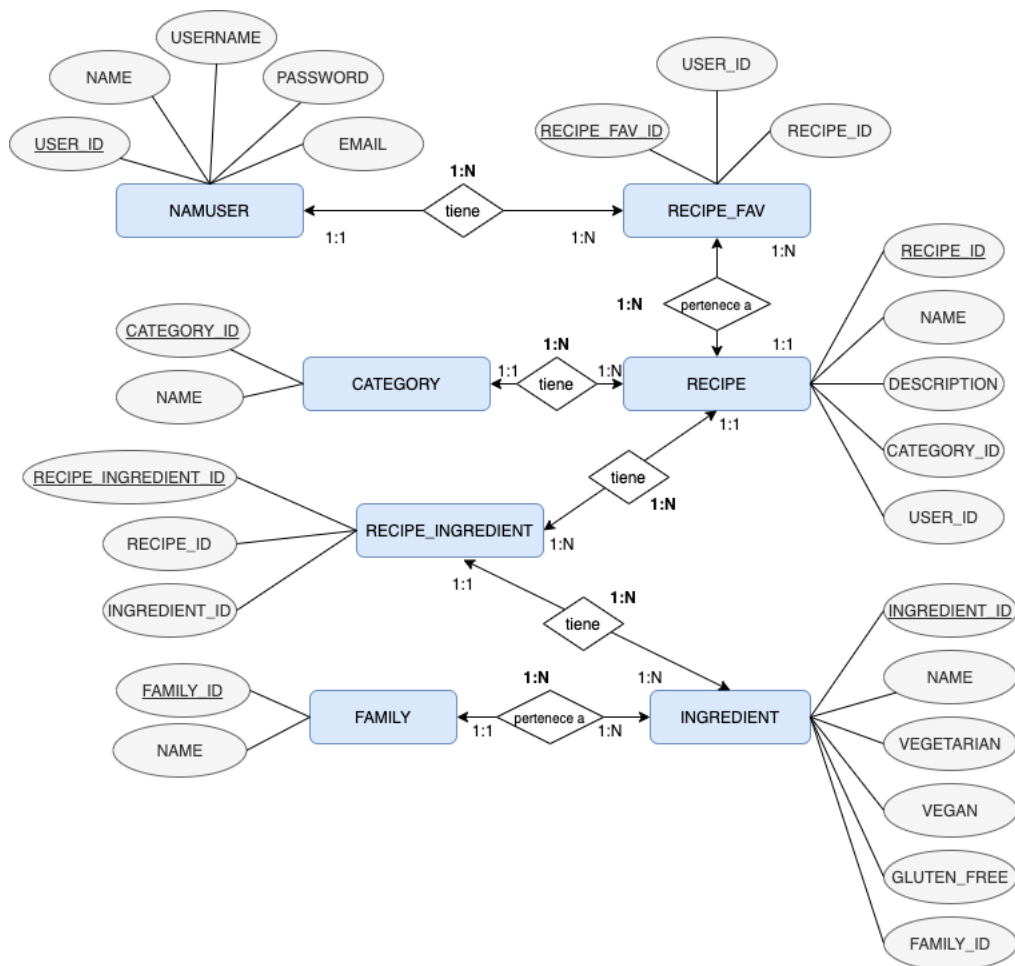 USERNAME
NAME
PASSWORD
USER_ID
EMAIL
NAMUSER
1:1
1:N
tiene
1:N
USER_ID
RECIPE_FAV_ID
RECIPE_ID
RECIPE_FAV
1:N
1:N
pertenece a
1:1
RECIPE_ID
NAME
DESCRIPTION
CATEGORY_ID
USER_ID
CATEGORY_ID
NAME
CATEGORY
1:1
1:N
tiene
1:N
RECIPE
1:1
tiene
1:N
RECIPE_INGREDIENT_ID
RECIPE_ID
INGREDIENT_ID
RECIPE_INGREDIENT
1:N
1:1
1:N
tiene
1:N
FAMILY_ID
NAME
FAMILY
1:1
1:N
pertenece a
1:N
INGREDIENT
INGREDIENT_ID
NAME
VEGETARIAN
VEGAN
GLUTEN_FREE
FAMILY_ID